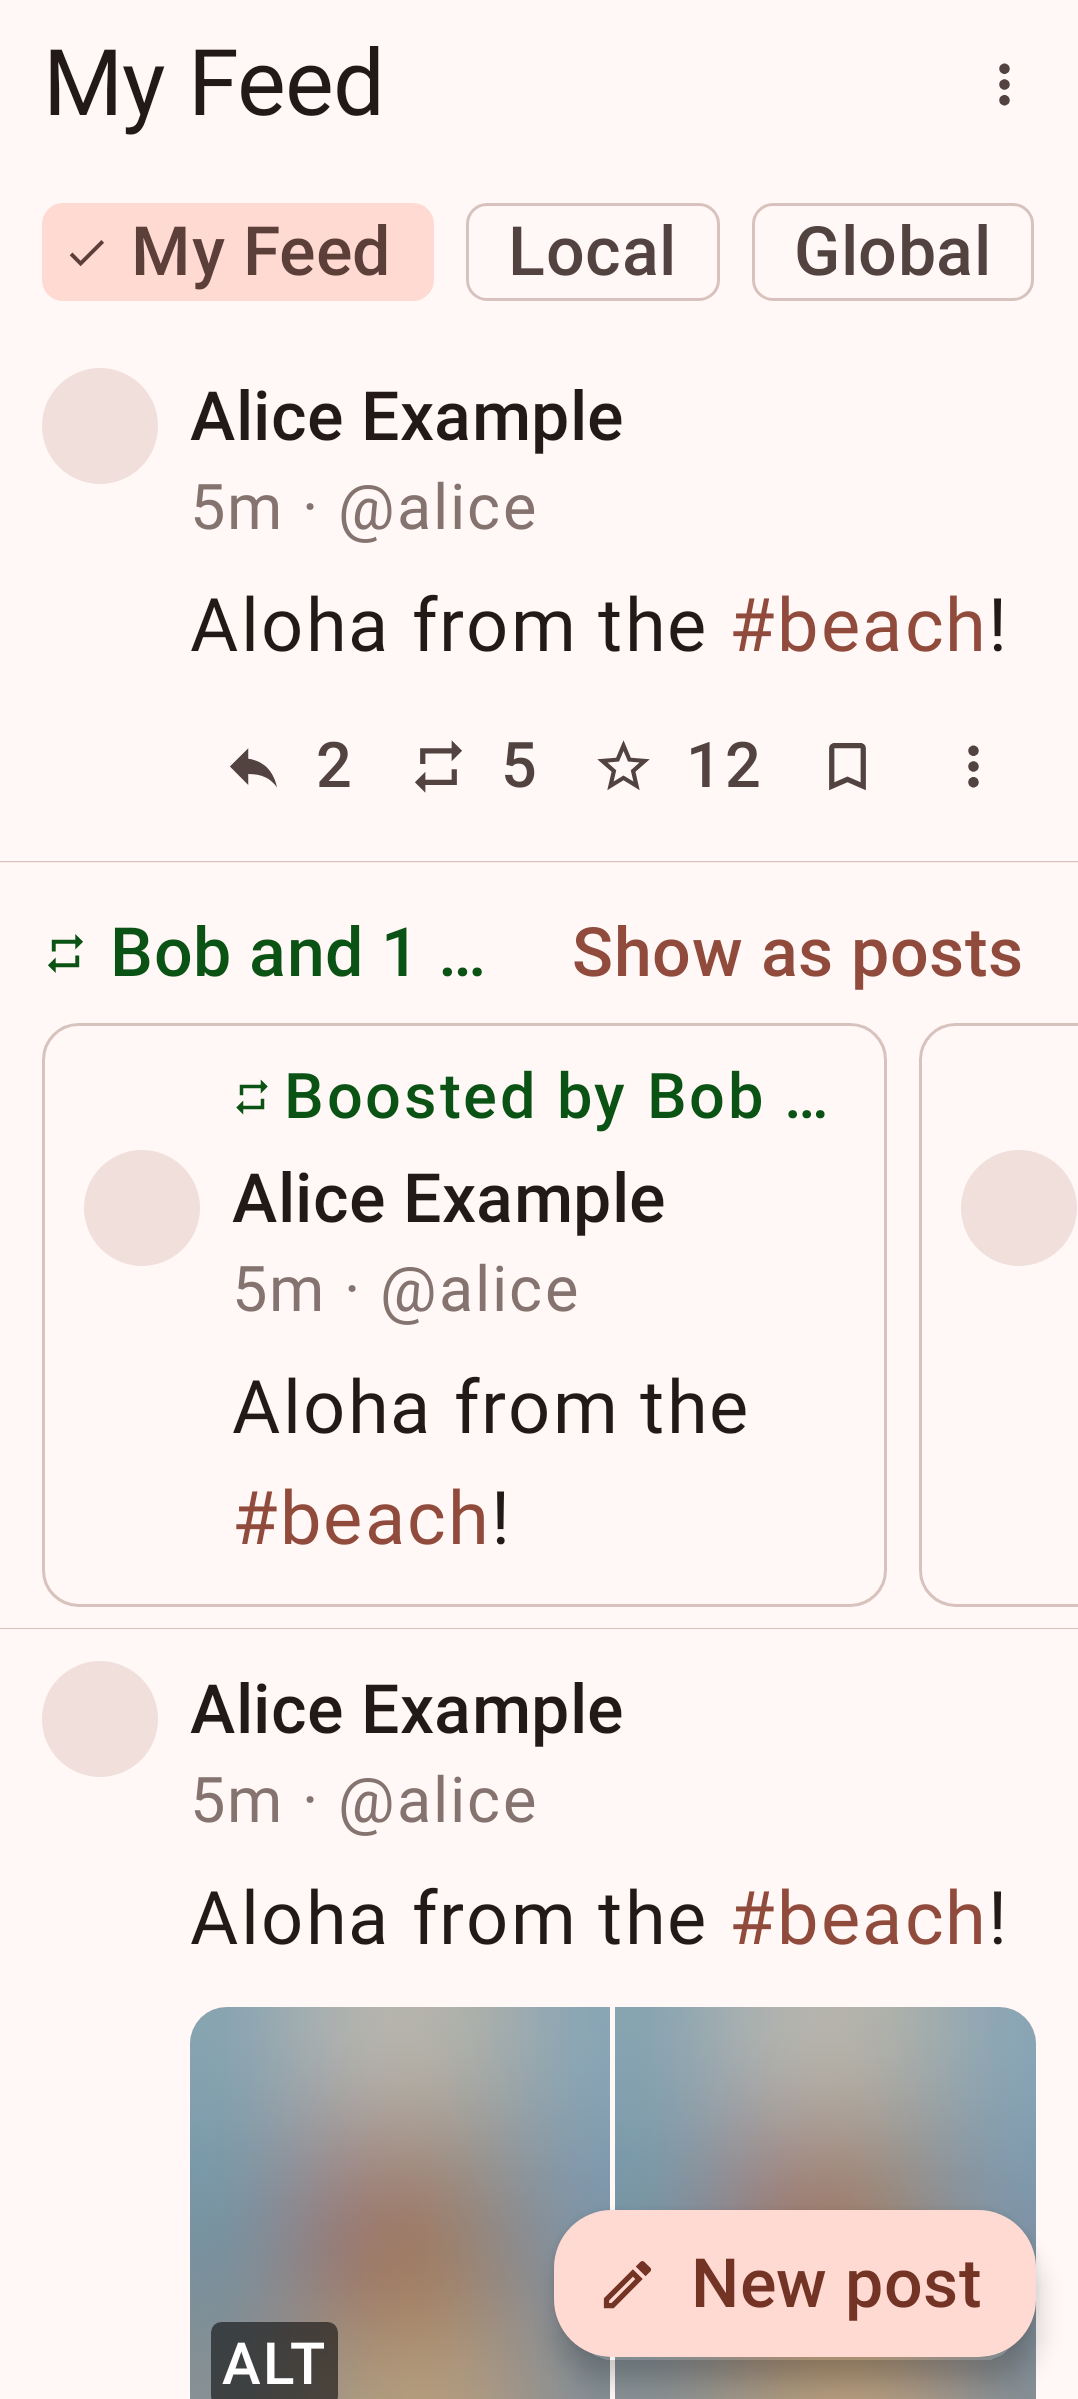 My Feed
My Feed
Local
Global
Alice Example
5m · @alice
Aloha from the #beach!
2
5
12
Bob and 1 …
Show as posts
Boosted by Bob …
Alice Example
5m · @alice
Aloha from the
#beach!
Alice Example
5m · @alice
Aloha from the #beach!
New post
ALT